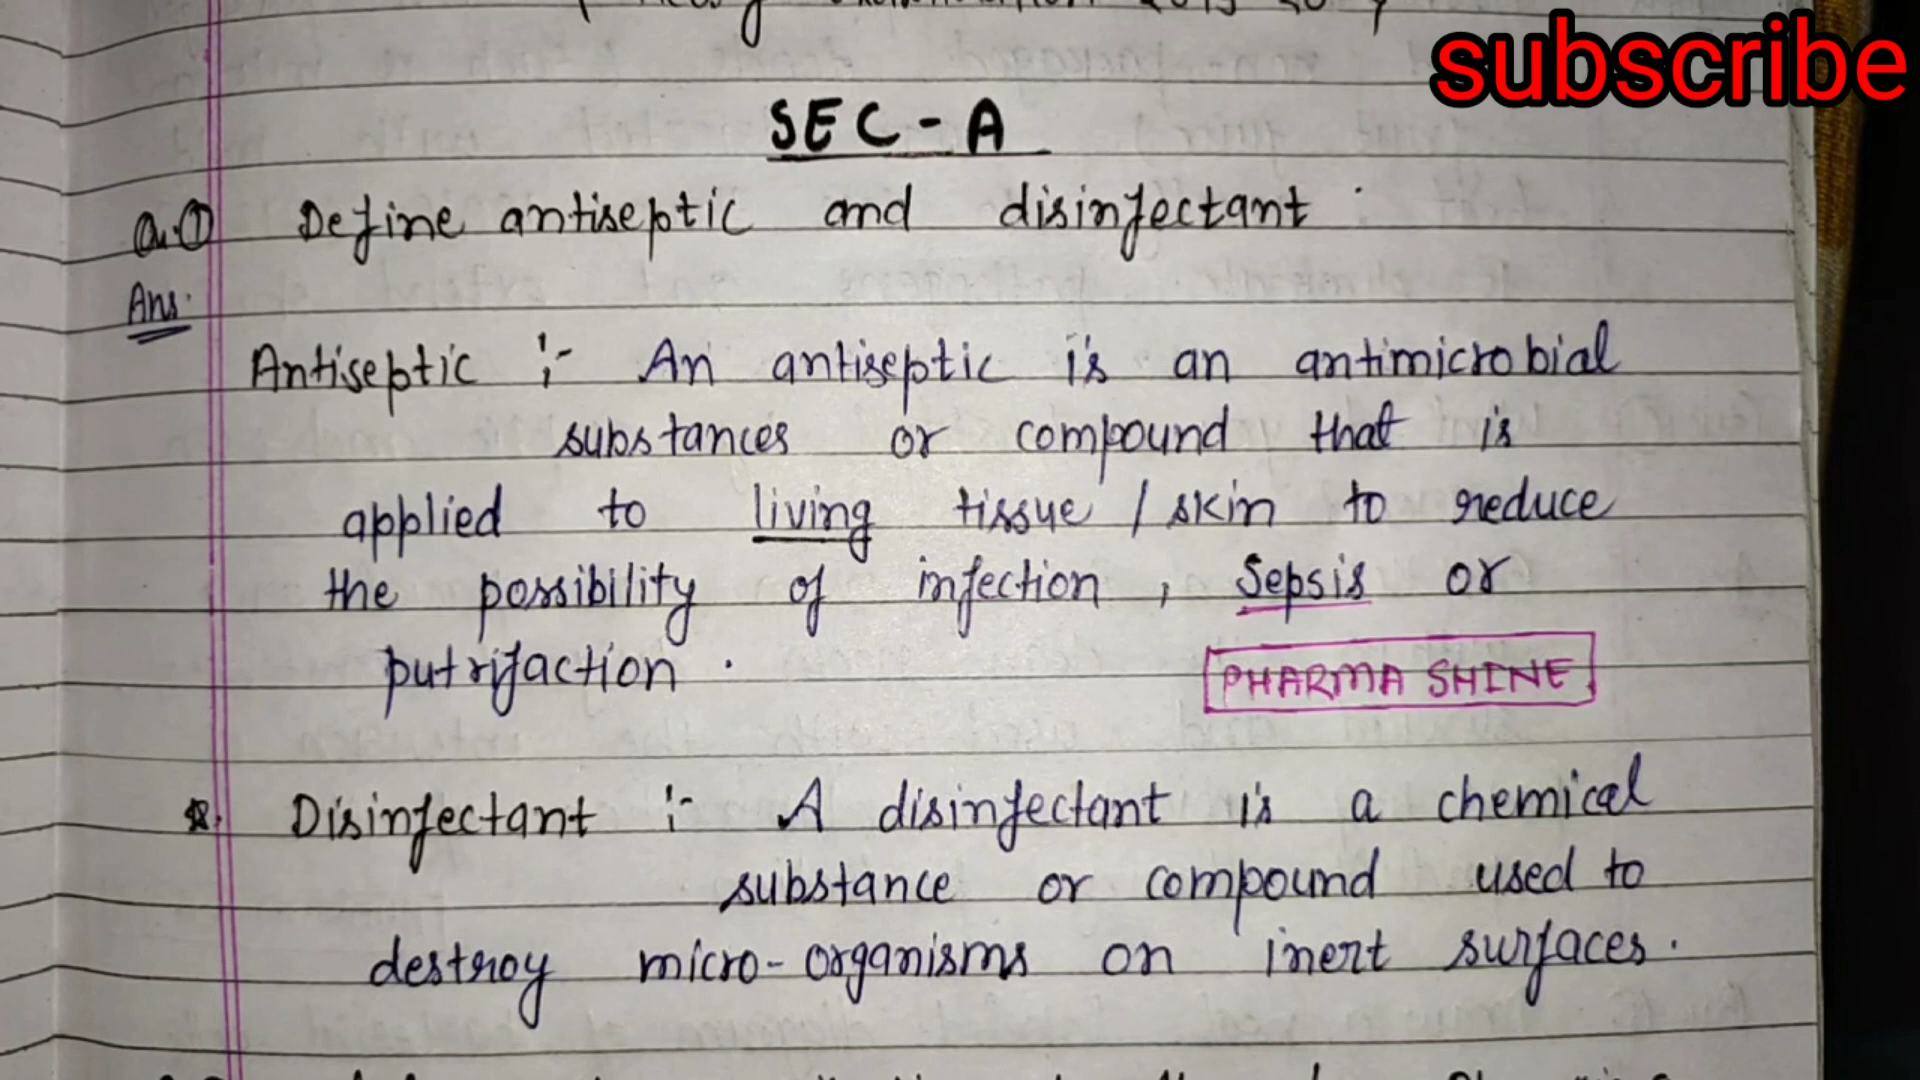 subscribe
SEC-A
Q.① Define antiseptic and disinfectant.
Ans.
Antiseptic :- An antiseptic is an antimicrobial
substances or compound that is
applied to living tissue / skin to reduce
the possibility of infection, Sepsis or
putrifaction.
PHARMA SHINE
Disinfectant :- A disinfectant is a chemical
substance or compound used to
destroy micro-organisms on inert surfaces.